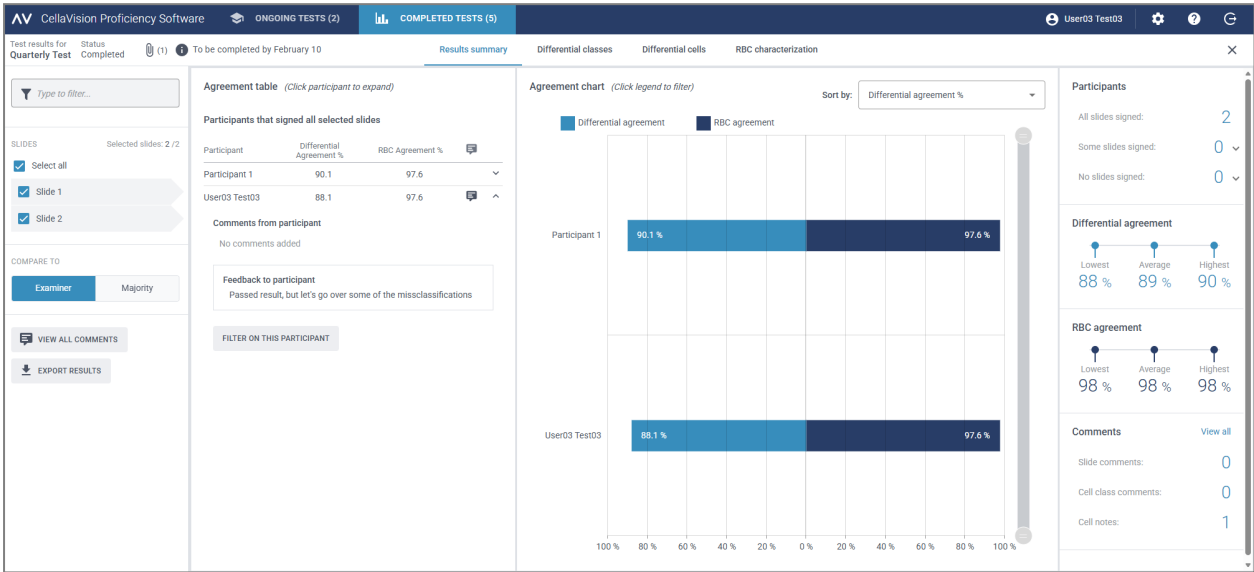 CellaVision Proficiency Software
ONGOING TESTS (2)
COMPLETED TESTS (5)
User03 Test03
Test results for
Quarterly Test
Status
Completed
(1)
To be completed by February 10
Results summary
Differential classes
Differential cells
RBC characterization
Type to filter...
SLIDES
Selected slides: 2 /2
Select all
Slide 1
Slide 2
COMPARE TO
Examiner
Majority
VIEW ALL COMMENTS
EXPORT RESULTS
Agreement table (Click participant to expand)
Participants that signed all selected slides
Participant
Differential
Agreement %
RBC Agreement %
Participant 1 90.1 97.6
User03 Test03 88.1 97.6
Comments from participant
No comments added
Feedback to participant
Passed result, but let's go over some of the missclassifications
FILTER ON THIS PARTICIPANT
Agreement chart (Click legend to filter)
Sort by:
Differential agreement %
Differential agreement
RBC agreement
Participant 1
90.1 %
97.6 %
User03 Test03
88.1 %
97.6 %
100 % 80 % 60 % 40 % 20 % 0 % 20 % 40 % 60 % 80 % 100 %
Participants
All slides signed: 2
Some slides signed: 0
No slides signed: 0
Differential agreement
Lowest Average Highest
88 % 89 % 90 %
RBC agreement
Lowest Average Highest
98 % 98 % 98 %
Comments
View all
Slide comments: 0
Cell class comments: 0
Cell notes: 1